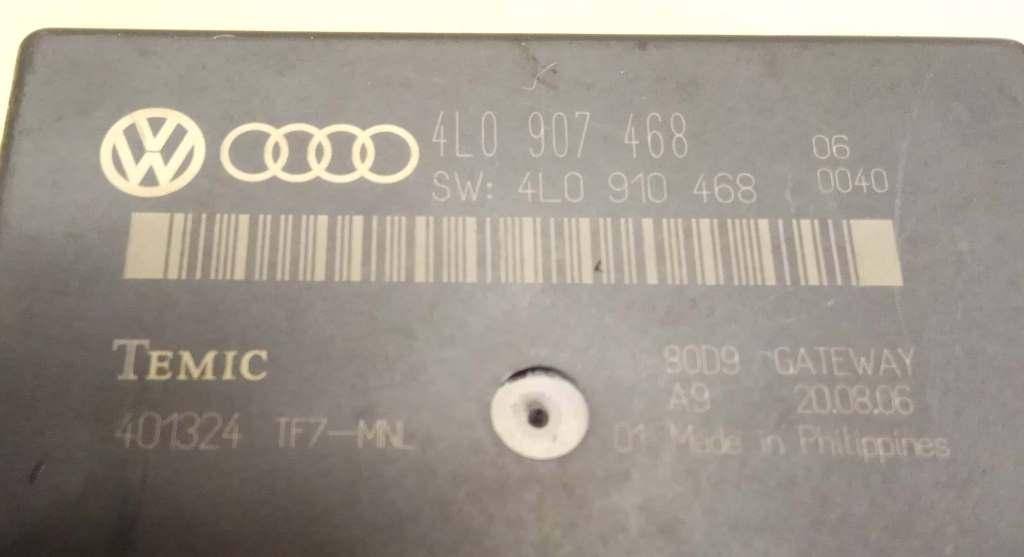 4L0 907 468 06
SW: 4L0 910 468 0040
TEMIC 90D9 GATEWAY
A9 20.08.06
401324 TF7-MNL 01 Made in Philippines